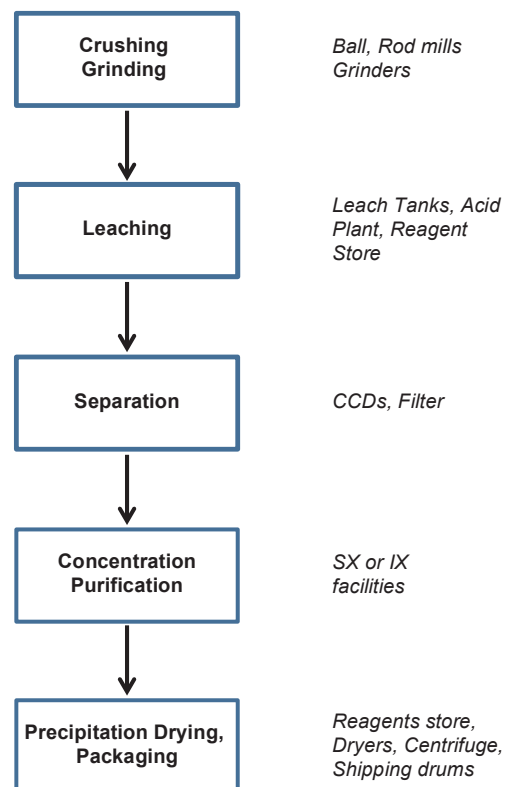 Crushing
Grinding
Ball, Rod mills
Grinders
Leaching
Leach Tanks, Acid
Plant, Reagent
Store
Separation
CCDs, Filter
Concentration
Purification
SX or IX
facilities
Precipitation Drying,
Packaging
Reagents store,
Dryers, Centrifuge,
Shipping drums